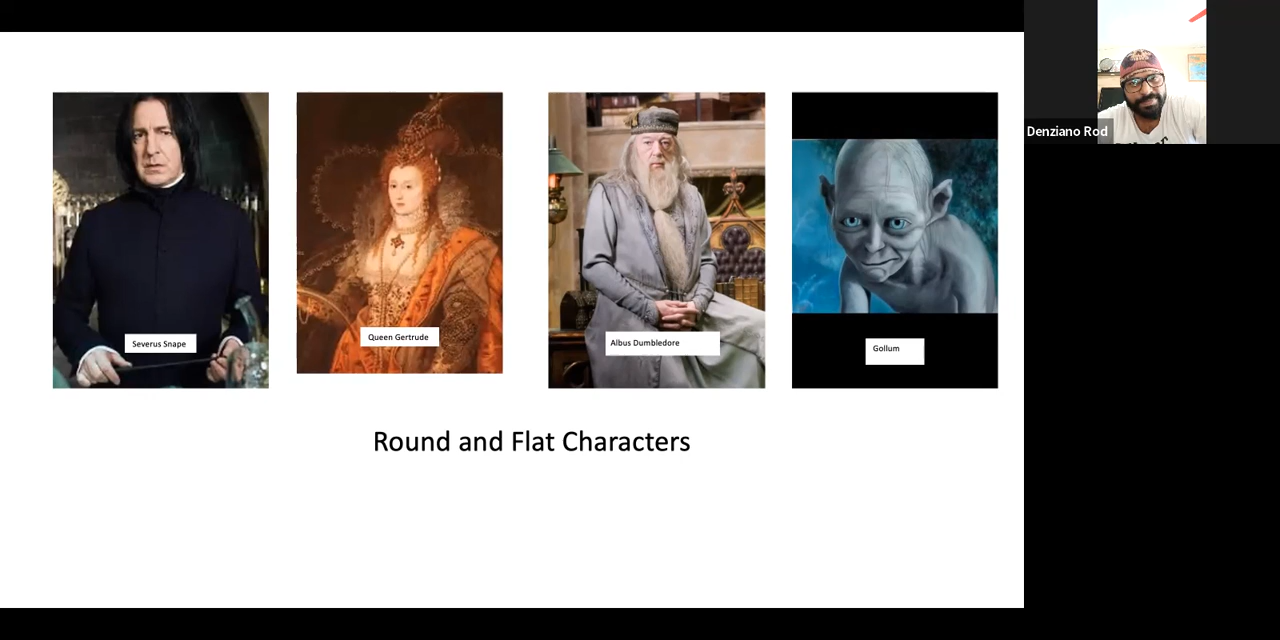 Severus Snape
Queen Gertrude
Albus Dumbledore
Gollum
Round and Flat Characters
Denziano Rod